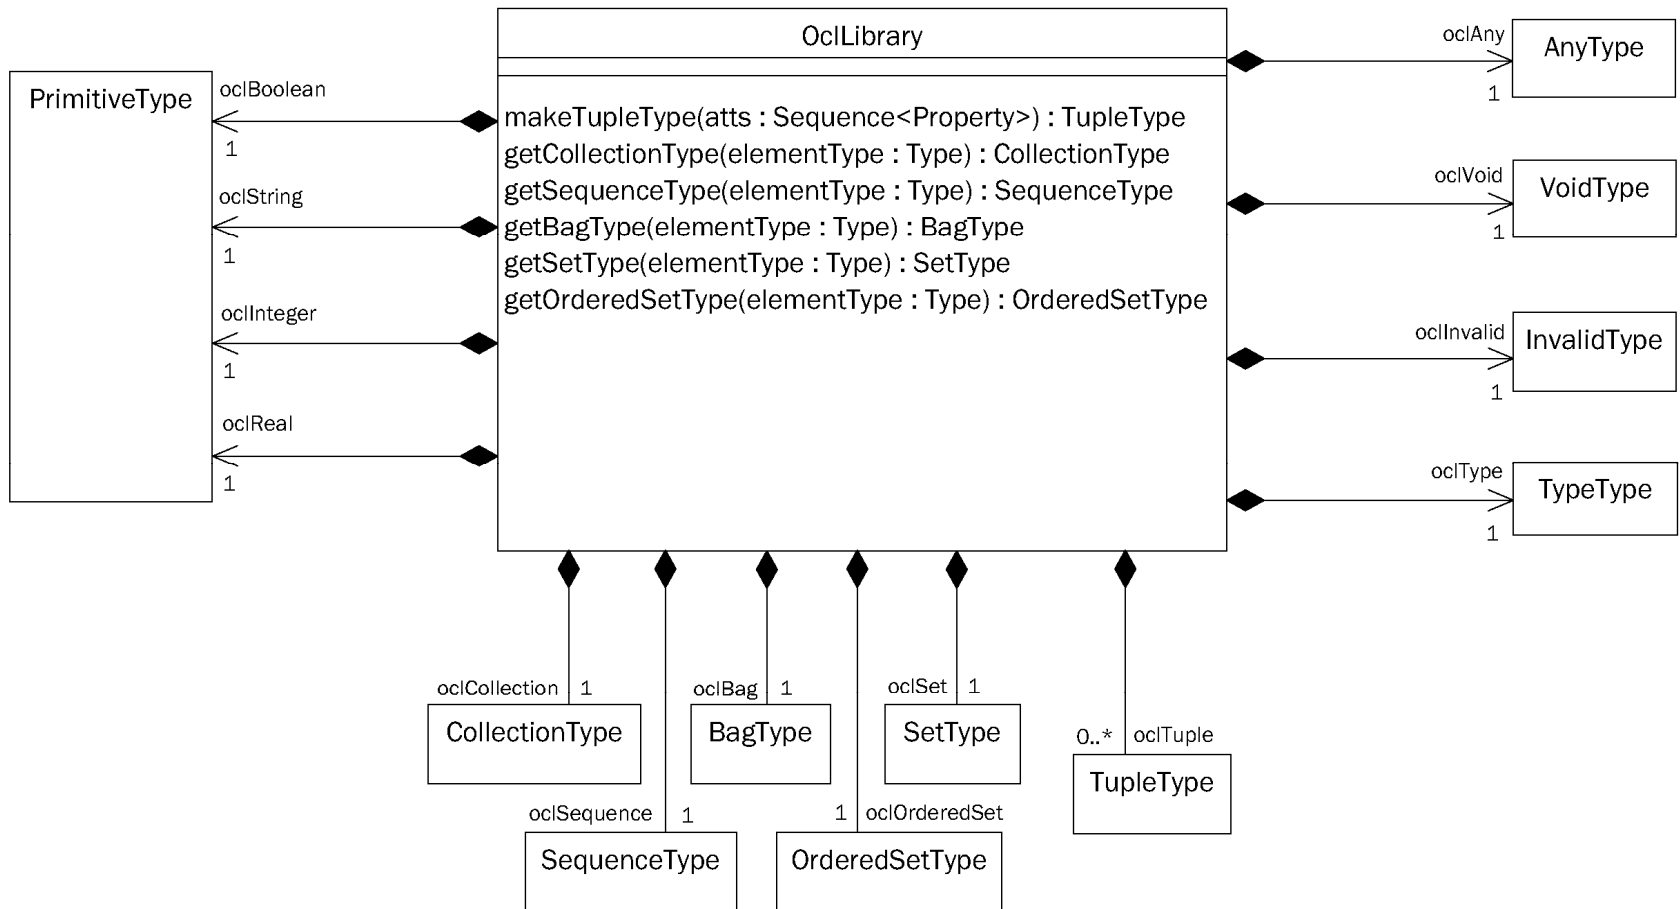 OclLibrary
makeTupleType(atts : Sequence<Property>) : TupleType
getCollectionType(elementType : Type) : CollectionType
getSequenceType(elementType : Type) : SequenceType
getBagType(elementType : Type) : BagType
getSetType(elementType : Type) : SetType
getOrderedSetType(elementType : Type) : OrderedSetType
PrimitiveType
oclBoolean
1
oclString
1
oclInteger
1
oclReal
1
oclAny
1
AnyType
oclVoid
1
VoidType
oclInvalid
1
InvalidType
oclType
1
TypeType
oclCollection 1
CollectionType
oclBag 1
BagType
oclSet 1
SetType
0..* oclTuple
TupleType
oclSequence 1
SequenceType
1 oclOrderedSet
OrderedSetType